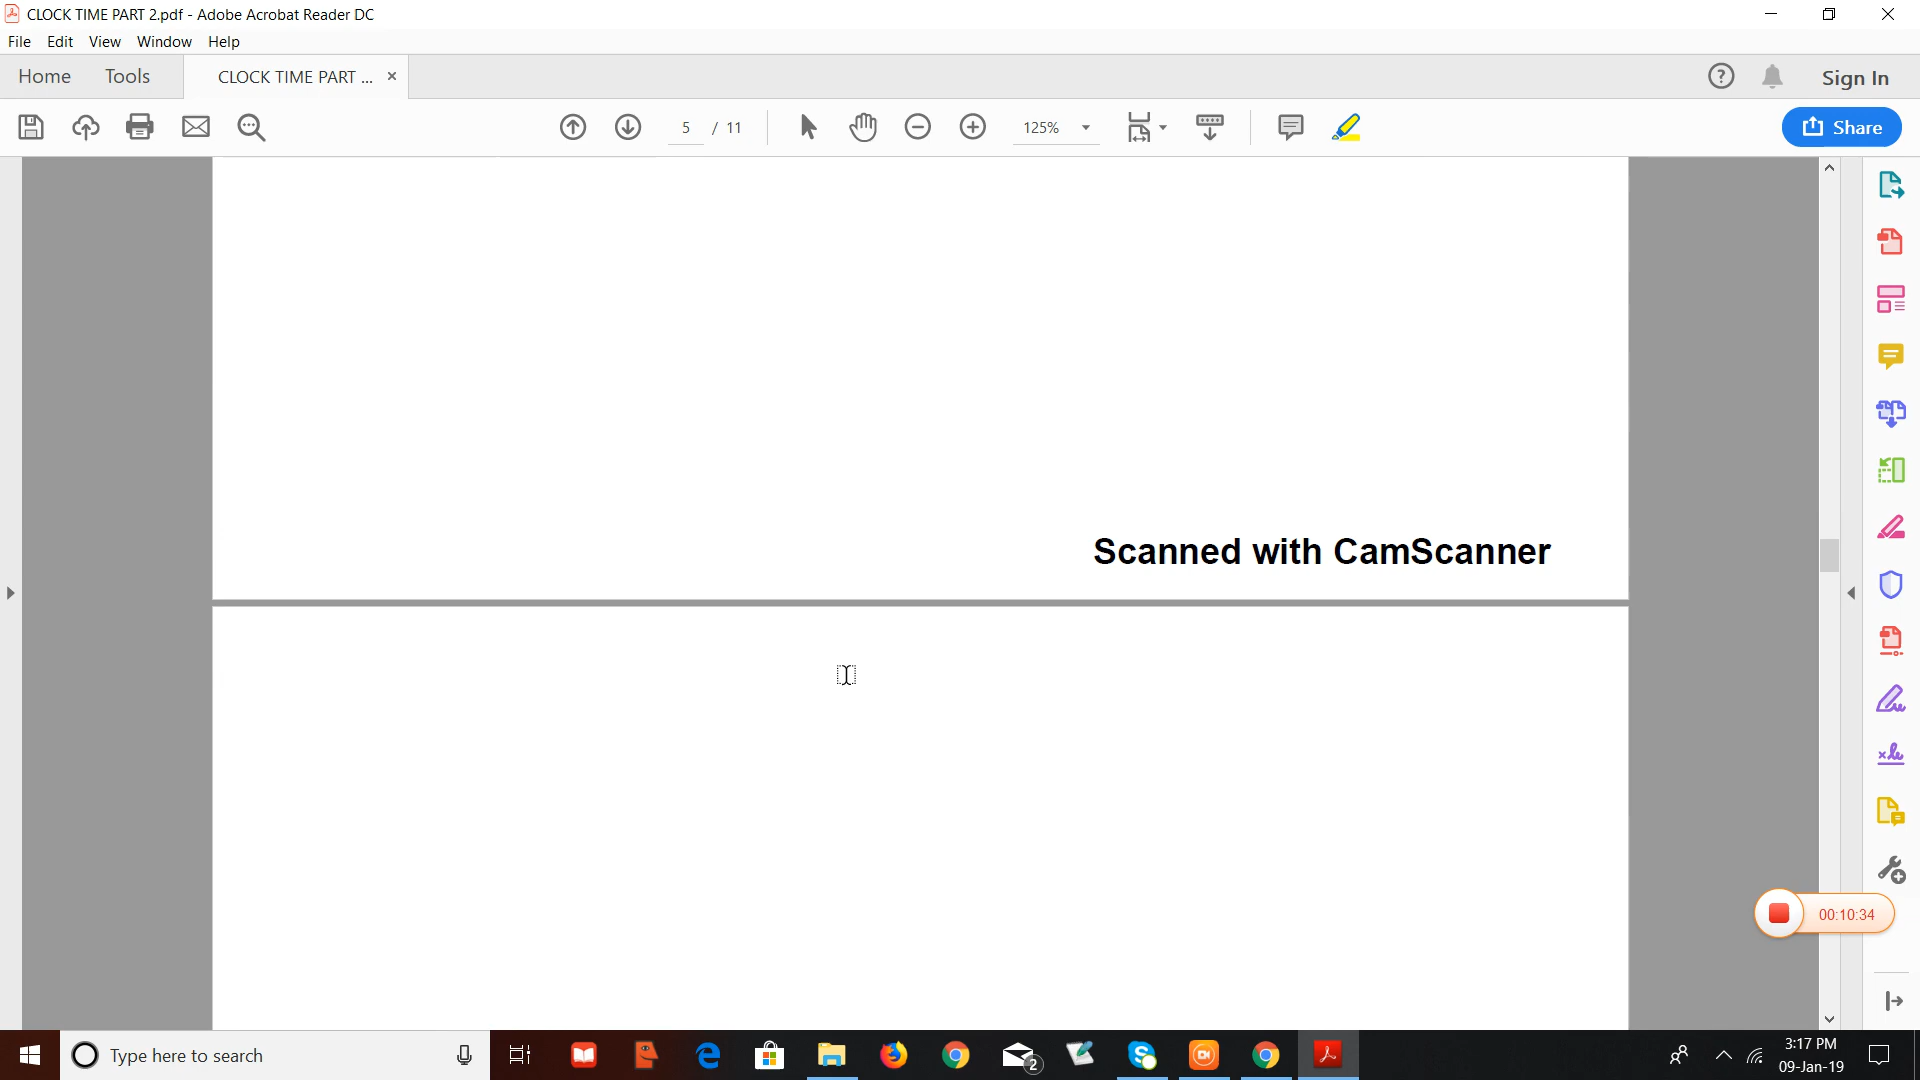 CLOCK TIME PART 2.pdf - Adobe Acrobat Reader DC
File Edit View Window Help
Home Tools CLOCK TIME PART ... Sign In
5 / 11 125% Share
Scanned with CamScanner
00:10:34
Type here to search
2
3:17 PM
09-Jan-19